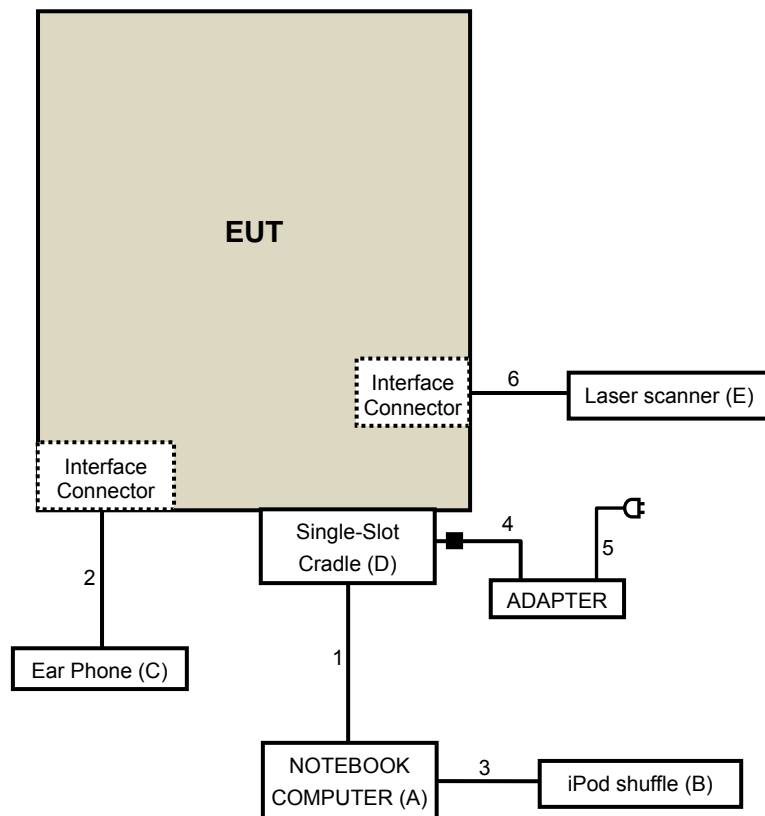 EUT
Interface
Connector
6
Laser scanner (E)
Interface
Connector
Single-Slot
Cradle (D)
4
5
ADAPTER
2
Ear Phone (C)
1
NOTEBOOK
COMPUTER (A)
3
iPod shuffle (B)